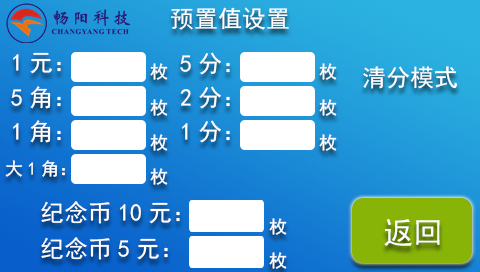 畅阳科技
CHANGYANG TECH
预置值设置
1元: 枚 5分: 枚
5角: 枚 2分: 枚
清分模式
1角: 枚 1分: 枚
大1角: 枚
纪念币10元: 枚
纪念币5元: 枚
返回